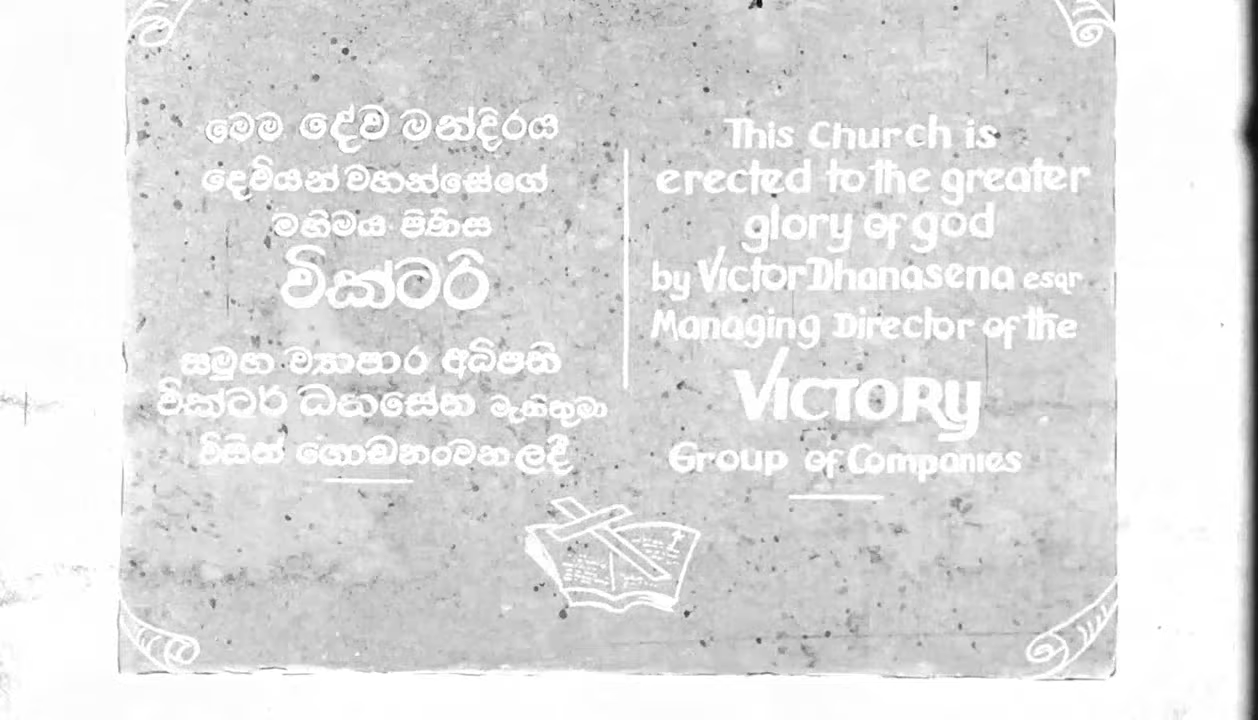 මෙම දේව මන්දිරය
දෙවියන් වහන්සේගේ
මහිමය පිණිස
වික්ටරි
සමූහ ව්‍යාපාර අධිපති
වික්ටර් ධනසේන මැතිතුමා
විසින් ගොඩනංවන ලදී
This Church is
erected to the greater
glory of god
by Victor Dhanasena esqr
Managing Director of the
VICTORY
Group of Companies